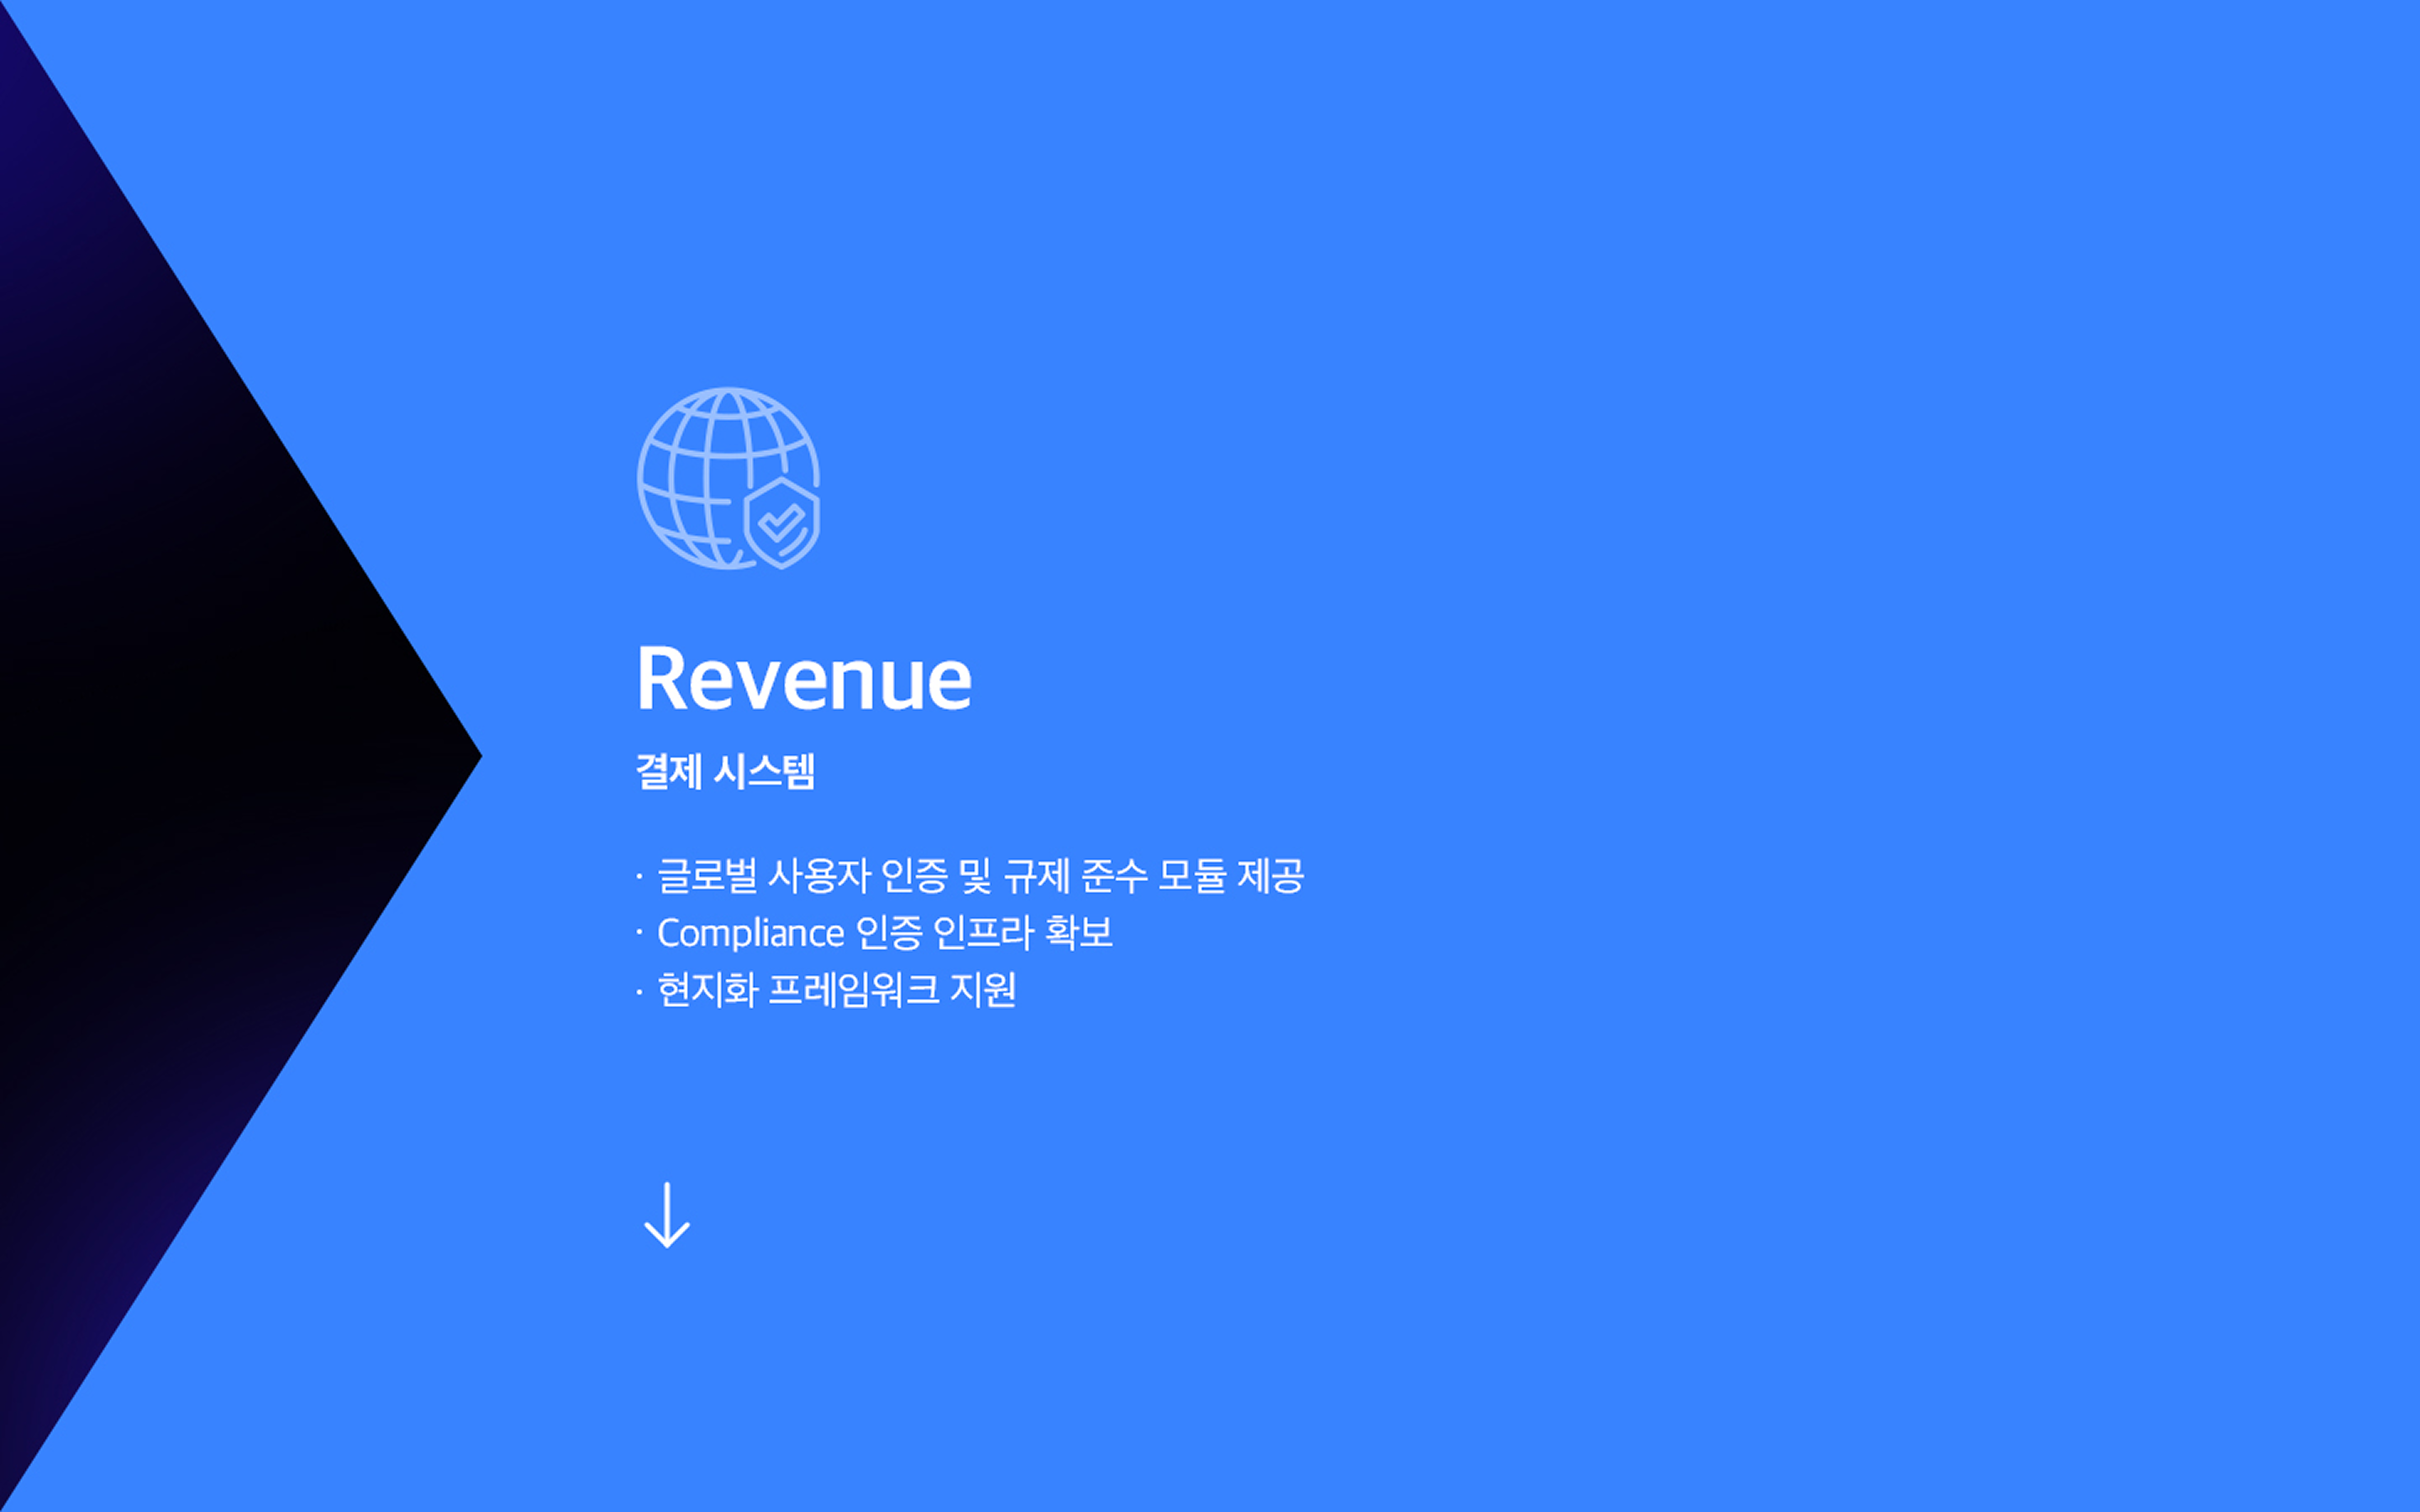 Revenue
결제 시스템
· 글로벌 사용자 인증 및 규제 준수 모듈 제공
· Compliance 인증 인프라 확보
· 현지화 프레임워크 지원